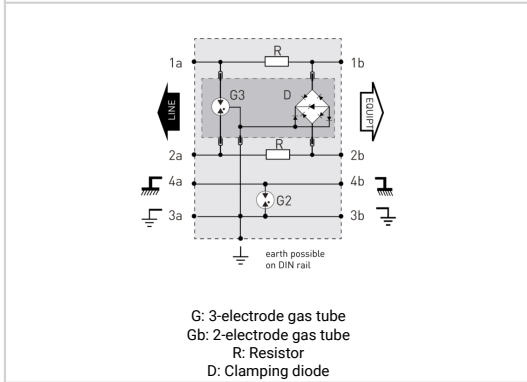 1a R 1b
G3 D
LINE EQUIPT
2a R 2b
4a 4b
G2
3a 3b
earth possible
on DIN rail
G: 3-electrode gas tube
Gb: 2-electrode gas tube
R: Resistor
D: Clamping diode